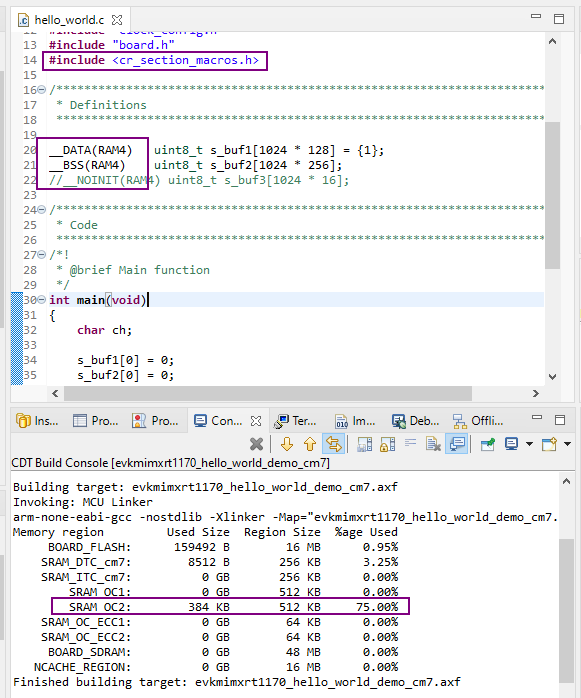 hello_world.c
12 #include "clock_config.h"
13 #include "board.h"
14 #include <cr_section_macros.h>
15
16 /*******************************************************************************
17  * Definitions
18  ******************************************************************************/
19
20 __DATA(RAM4)   uint8_t s_buf1[1024 * 128] = {1};
21 __BSS(RAM4)    uint8_t s_buf2[1024 * 256];
22 //__NOINIT(RAM4) uint8_t s_buf3[1024 * 16];
23
24 /*******************************************************************************
25  * Code
26  ******************************************************************************/
27 /*!
28  * @brief Main function
29  */
30 int main(void)
31 {
32     char ch;
33
34     s_buf1[0] = 0;
35     s_buf2[0] = 0;
Ins... Pro... Pro... Con... Ter... Im... Deb... Offli...
CDT Build Console [evkmimxrt1170_hello_world_demo_cm7]
Building target: evkmimxrt1170_hello_world_demo_cm7.axf
Invoking: MCU Linker
arm-none-eabi-gcc -nostdlib -Xlinker -Map="evkmimxrt1170_hello_world_demo_cm7.
Memory region         Used Size  Region Size  %age Used
BOARD_FLASH:      159492 B        16 MB      0.95%
SRAM_DTC_cm7:        8512 B       256 KB      3.25%
SRAM_ITC_cm7:          0 GB       256 KB      0.00%
SRAM_OC1:          0 GB       512 KB      0.00%
SRAM_OC2:        384 KB       512 KB     75.00%
SRAM_OC_ECC1:          0 GB        64 KB      0.00%
SRAM_OC_ECC2:          0 GB        64 KB      0.00%
BOARD_SDRAM:          0 GB        48 MB      0.00%
NCACHE_REGION:          0 GB        16 MB      0.00%
Finished building target: evkmimxrt1170_hello_world_demo_cm7.axf